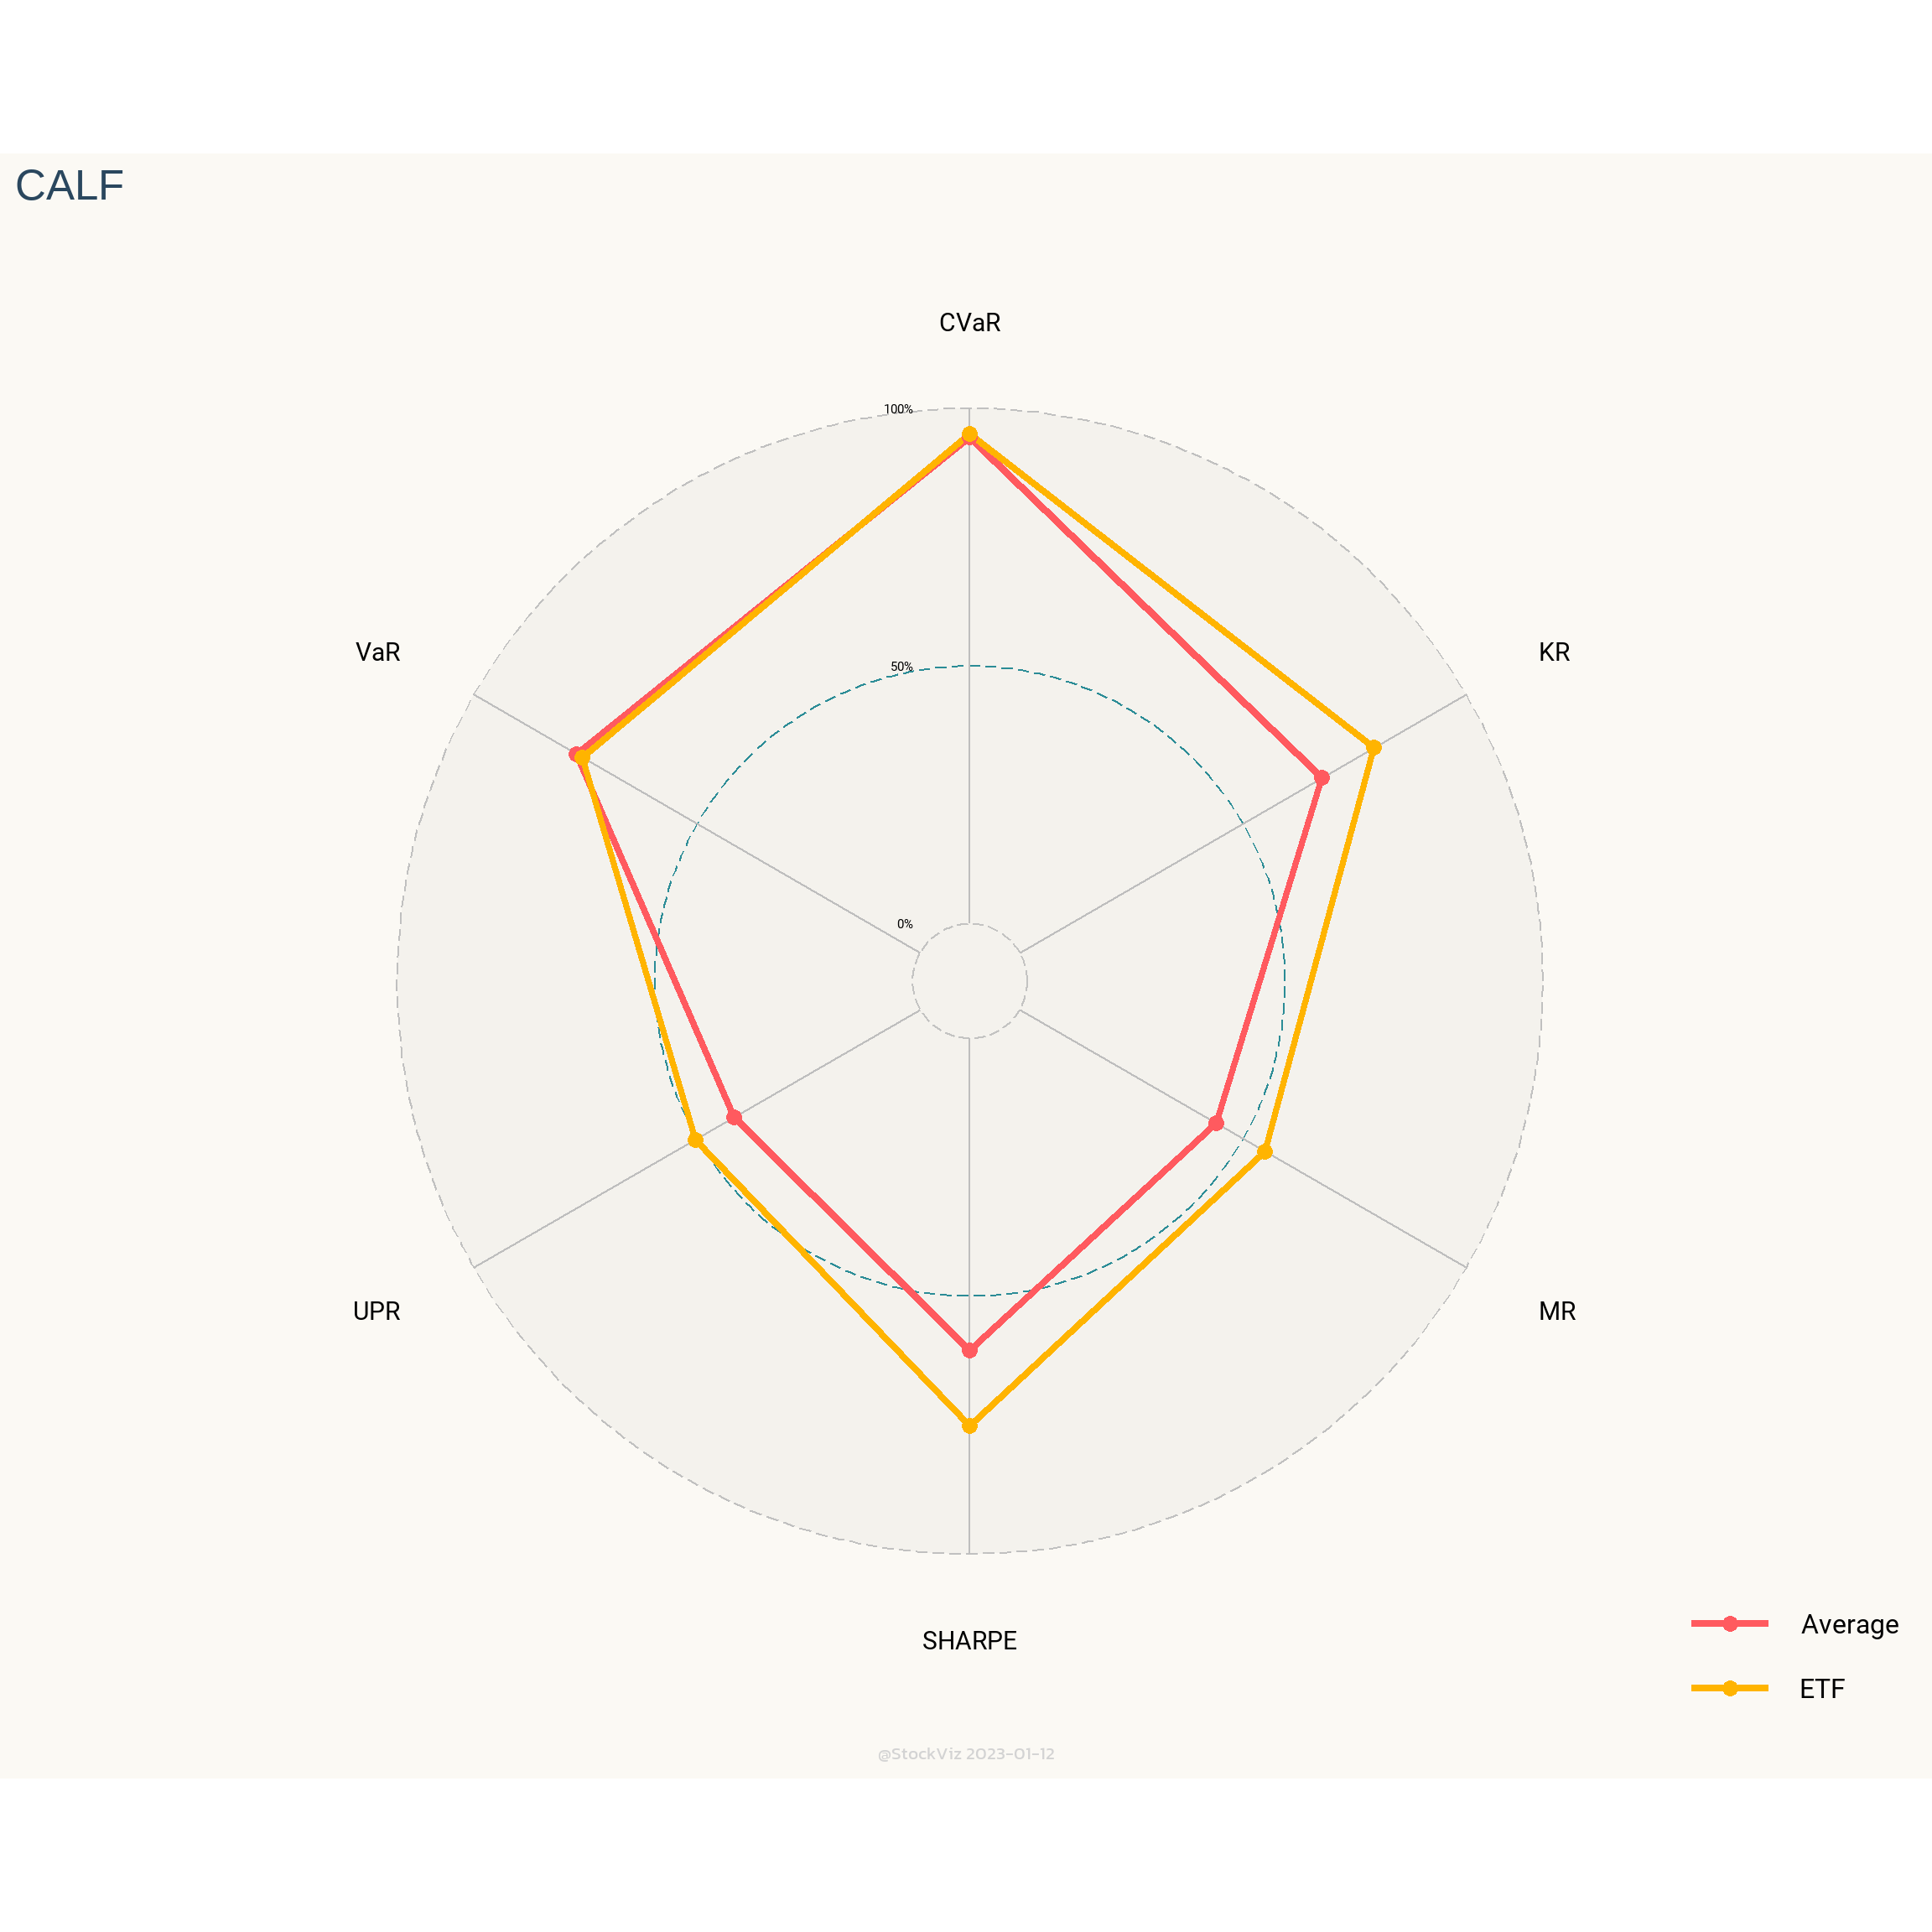 CALF
CVaR
100%
VaR
KR
50%
0%
UPR
MR
SHARPE
Average
ETF
@StockViz 2023-01-12